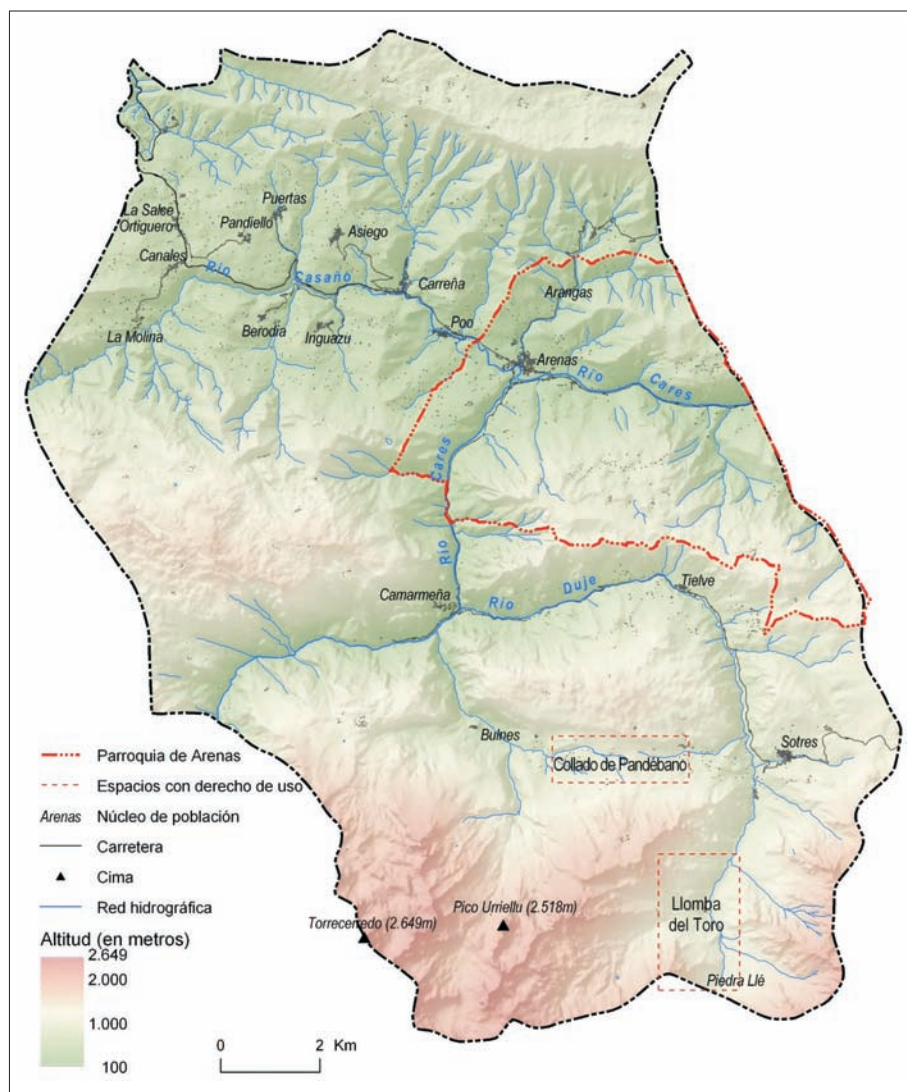 La Salce
Ortiguero
Puertas
Pandiello
Asiego
Canales
Río Casaño
Carreña
Arangas
La Molina
Berodia
Inguazu
Poo
Arenas
Río Cares
Río Cares
Camarmeña
Río Duje
Tielve
Bulnes
Collado de Pandébano
Sotres
Llomba
del Toro
Piedra Llé
Torrecerredo (2.649m)
Pico Urriellu (2.518m)
Parroquia de Arenas
Espacios con derecho de uso
Arenas Núcleo de población
Carretera
Cima
Red hidrográfica
Altitud (en metros)
2.649
2.000
1.000
100
0 2 Km